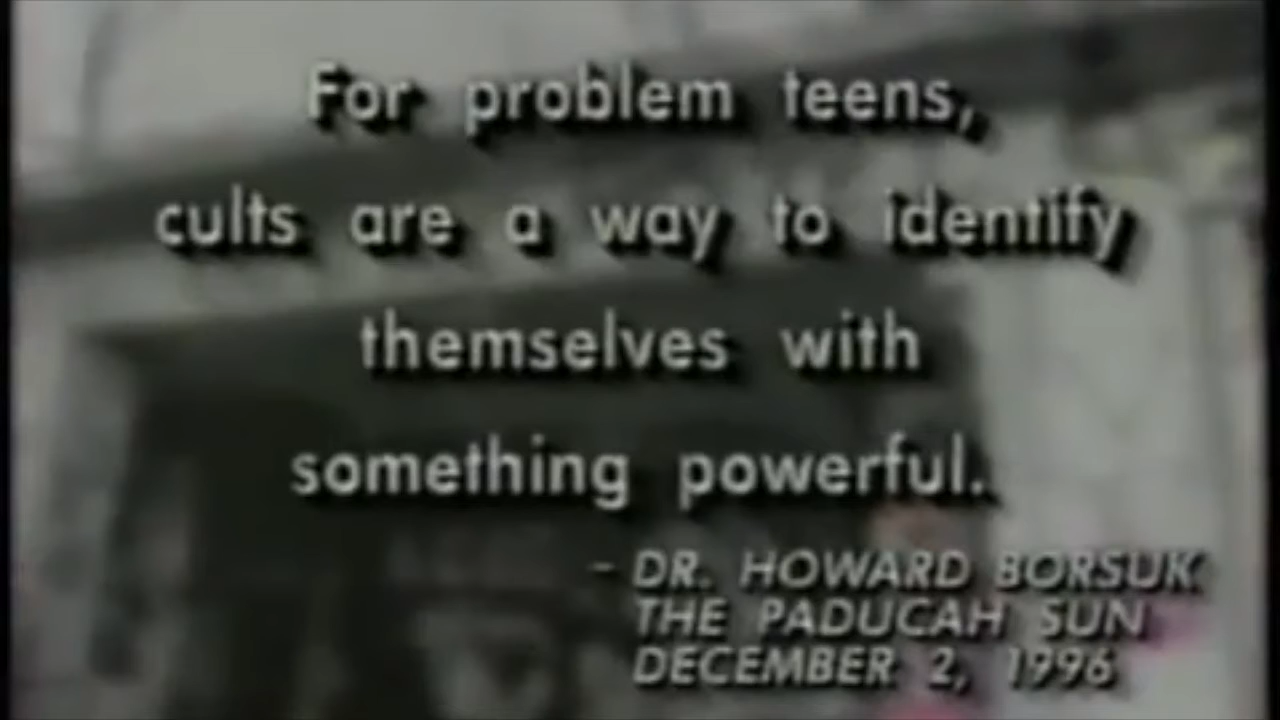 For problem teens,
cults are a way to identify
themselves with
something powerful.
- DR. HOWARD BORSUK
THE PADUCAH SUN
DECEMBER 2, 1996